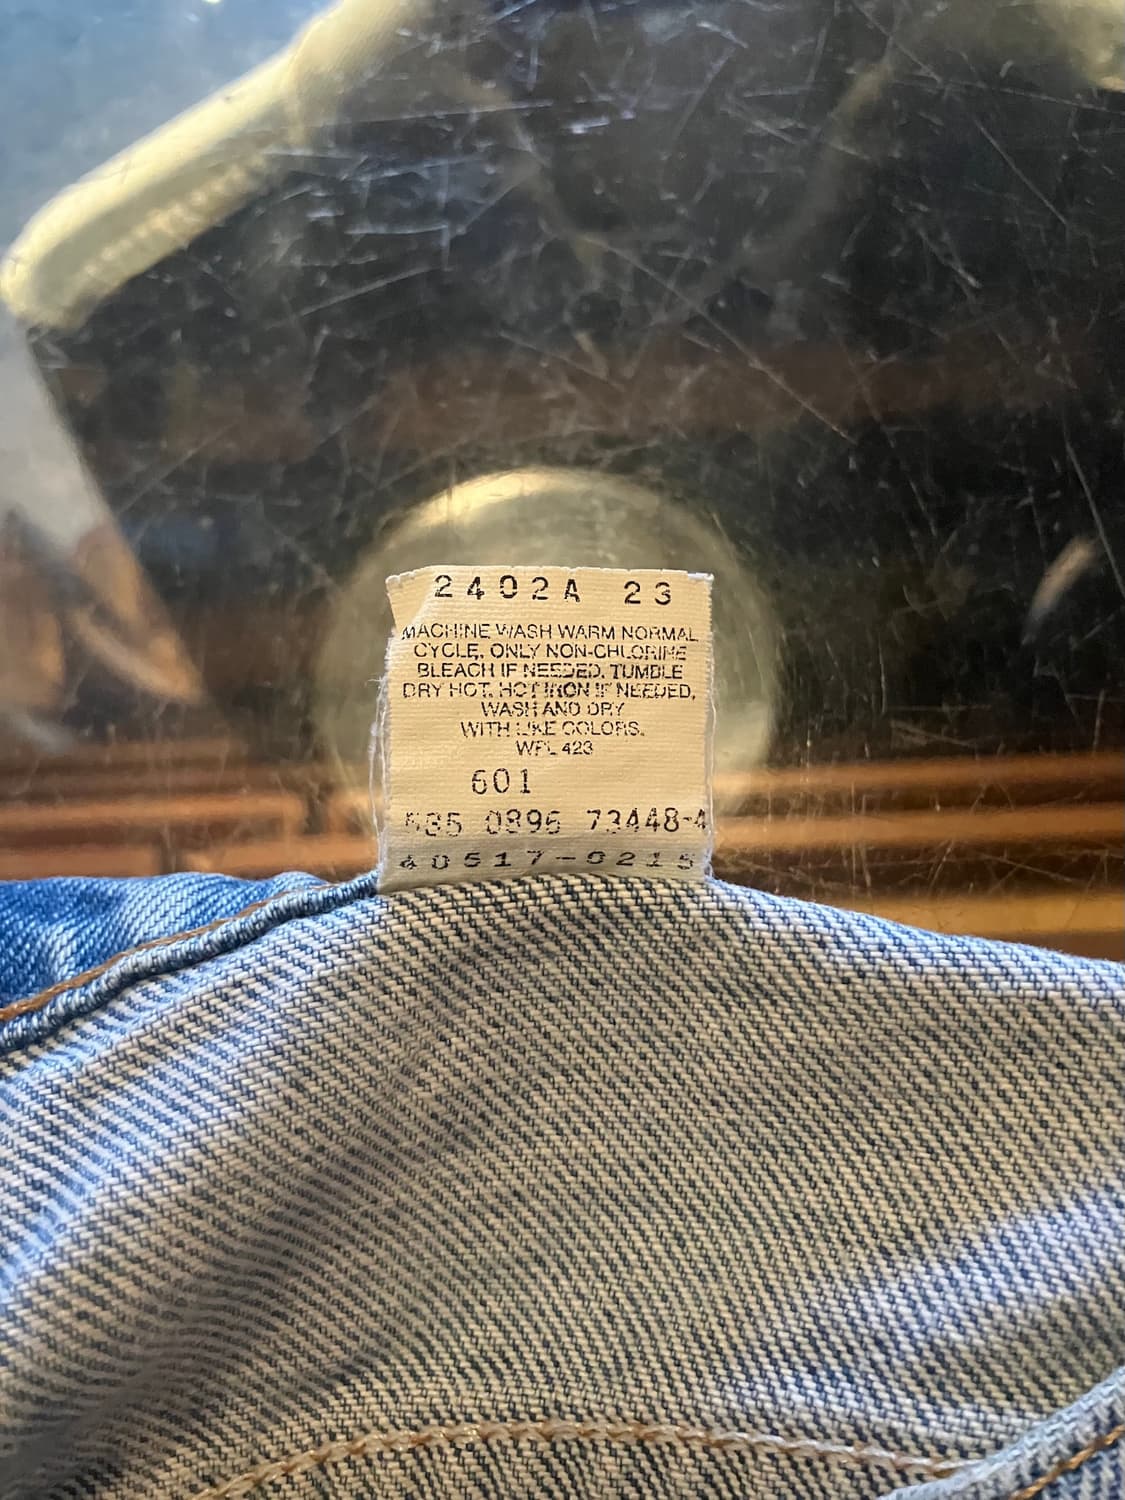 2402A 23
MACHINE WASH WARM NORMAL
CYCLE, ONLY NON-CHLORINE
BLEACH IF NEEDED, TUMBLE
DRY HOT, HOT IRON IF NEEDED,
WASH AND DRY
WITH LIKE COLORS.
WPL 423
601
535 0896 73448-4
40517-0215